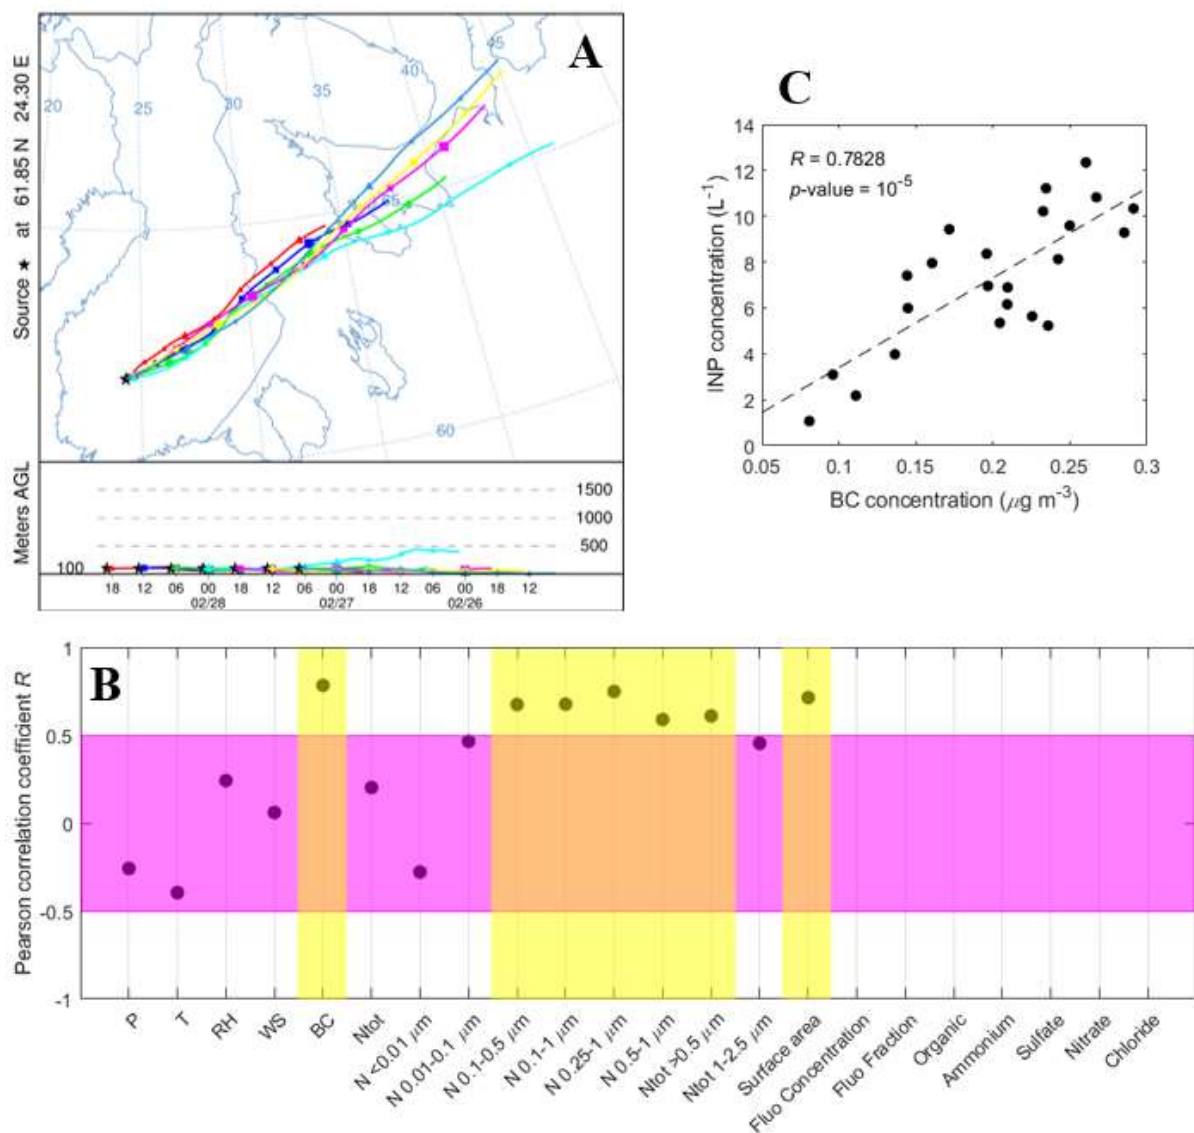 A
Source ★ at 61.85 N 24.30 E
20 25 30 35 40 45
55
60
Meters AGL
1500
1000
500
100
18 12 06 00 18 12 06 00 18 12 06 00 18 12
02/28 02/27 02/26
C
INP concentration (L⁻¹)
14
12
10
8
6
4
2
0
R = 0.7828
p-value = 10⁻⁵
0.05 0.1 0.15 0.2 0.25 0.3
BC concentration (μg m⁻³)
B
Pearson correlation coefficient R
1
0.5
0
-0.5
-1
P
T
RH
WS
BC
Ntot
N <0.01 μm
N 0.01-0.1 μm
N 0.1-0.5 μm
N 0.1-1 μm
N 0.25-1 μm
N 0.5-1 μm
Ntot >0.5 μm
Ntot 1-2.5 μm
Surface area
Fluo Concentration
Fluo Fraction
Organic
Ammonium
Sulfate
Nitrate
Chloride